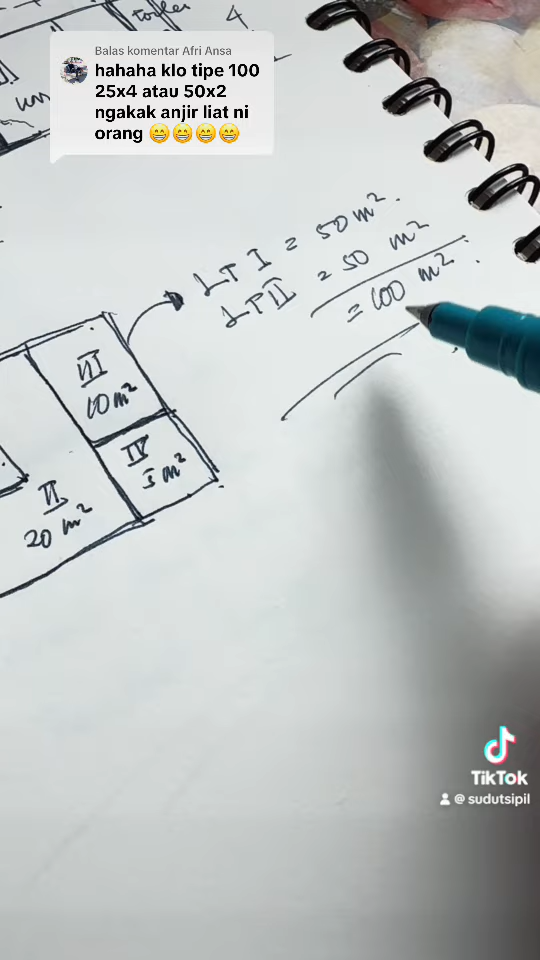 toilet 4
Balas komentar Afri Ansa
hahaha klo tipe 100
25x4 atau 50x2
ngakak anjir liat ni
orang 😁😁😁😁
LT I = 50 m².
LT II = 50 m²
= 100 m².
III
10 m²
IV
5 m²
II
20 m²
TikTok
@ sudutsipil